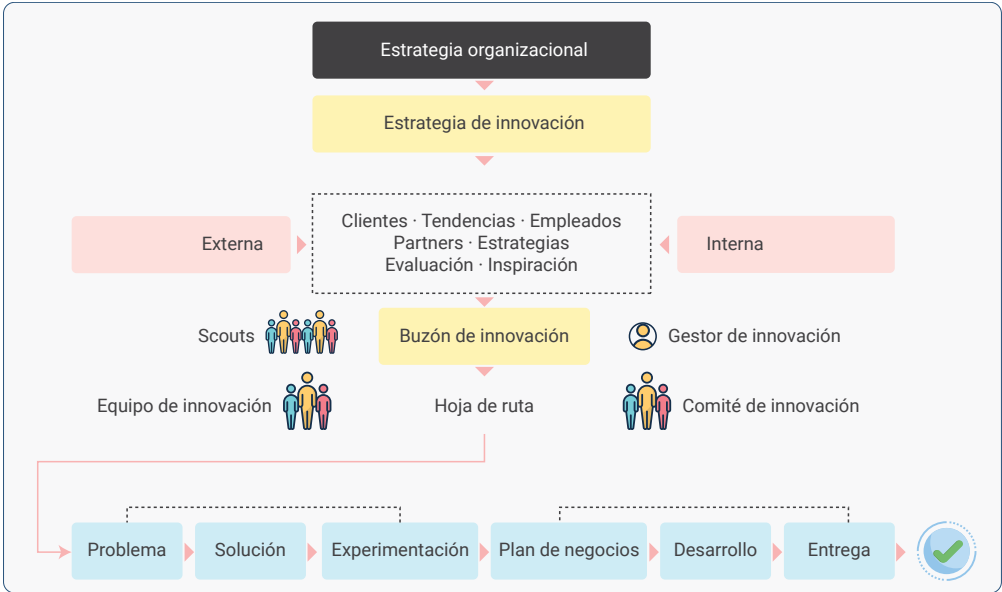 Estrategia organizacional
Estrategia de innovación
Externa
Clientes · Tendencias · Empleados
Partners · Estrategias
Evaluación · Inspiración
Interna
Scouts
Buzón de innovación
Gestor de innovación
Equipo de innovación
Hoja de ruta
Comité de innovación
Problema
Solución
Experimentación
Plan de negocios
Desarrollo
Entrega